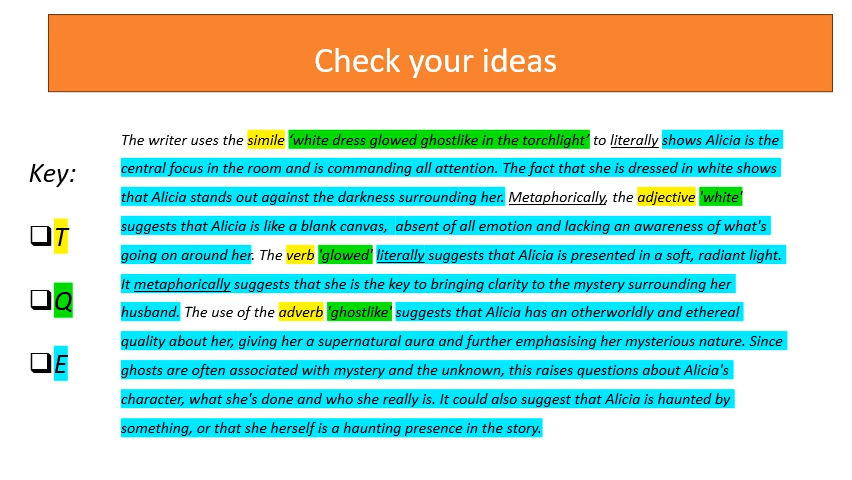 Check your ideas
Key:
T
Q
E
The writer uses the simile ‘white dress glowed ghostlike in the torchlight’ to literally shows Alicia is the
central focus in the room and is commanding all attention. The fact that she is dressed in white shows
that Alicia stands out against the darkness surrounding her. Metaphorically, the adjective 'white'
suggests that Alicia is like a blank canvas, absent of all emotion and lacking an awareness of what's
going on around her. The verb 'glowed' literally suggests that Alicia is presented in a soft, radiant light.
It metaphorically suggests that she is the key to bringing clarity to the mystery surrounding her
husband. The use of the adverb 'ghostlike' suggests that Alicia has an otherworldly and ethereal
quality about her, giving her a supernatural aura and further emphasising her mysterious nature. Since
ghosts are often associated with mystery and the unknown, this raises questions about Alicia's
character, what she's done and who she really is. It could also suggest that Alicia is haunted by
something, or that she herself is a haunting presence in the story.